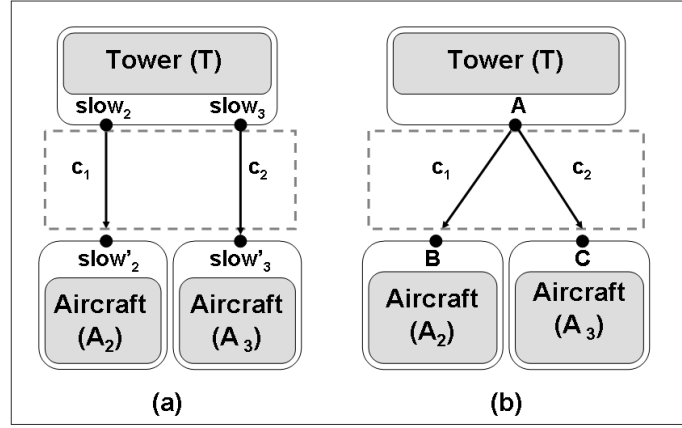 Tower (T)
slow₂ slow₃
c₁ c₂
slow'₂ slow'₃
Aircraft Aircraft
(A₂) (A₃)
(a)
Tower (T)
A
c₁ c₂
B C
Aircraft Aircraft
(A₂) (A₃)
(b)